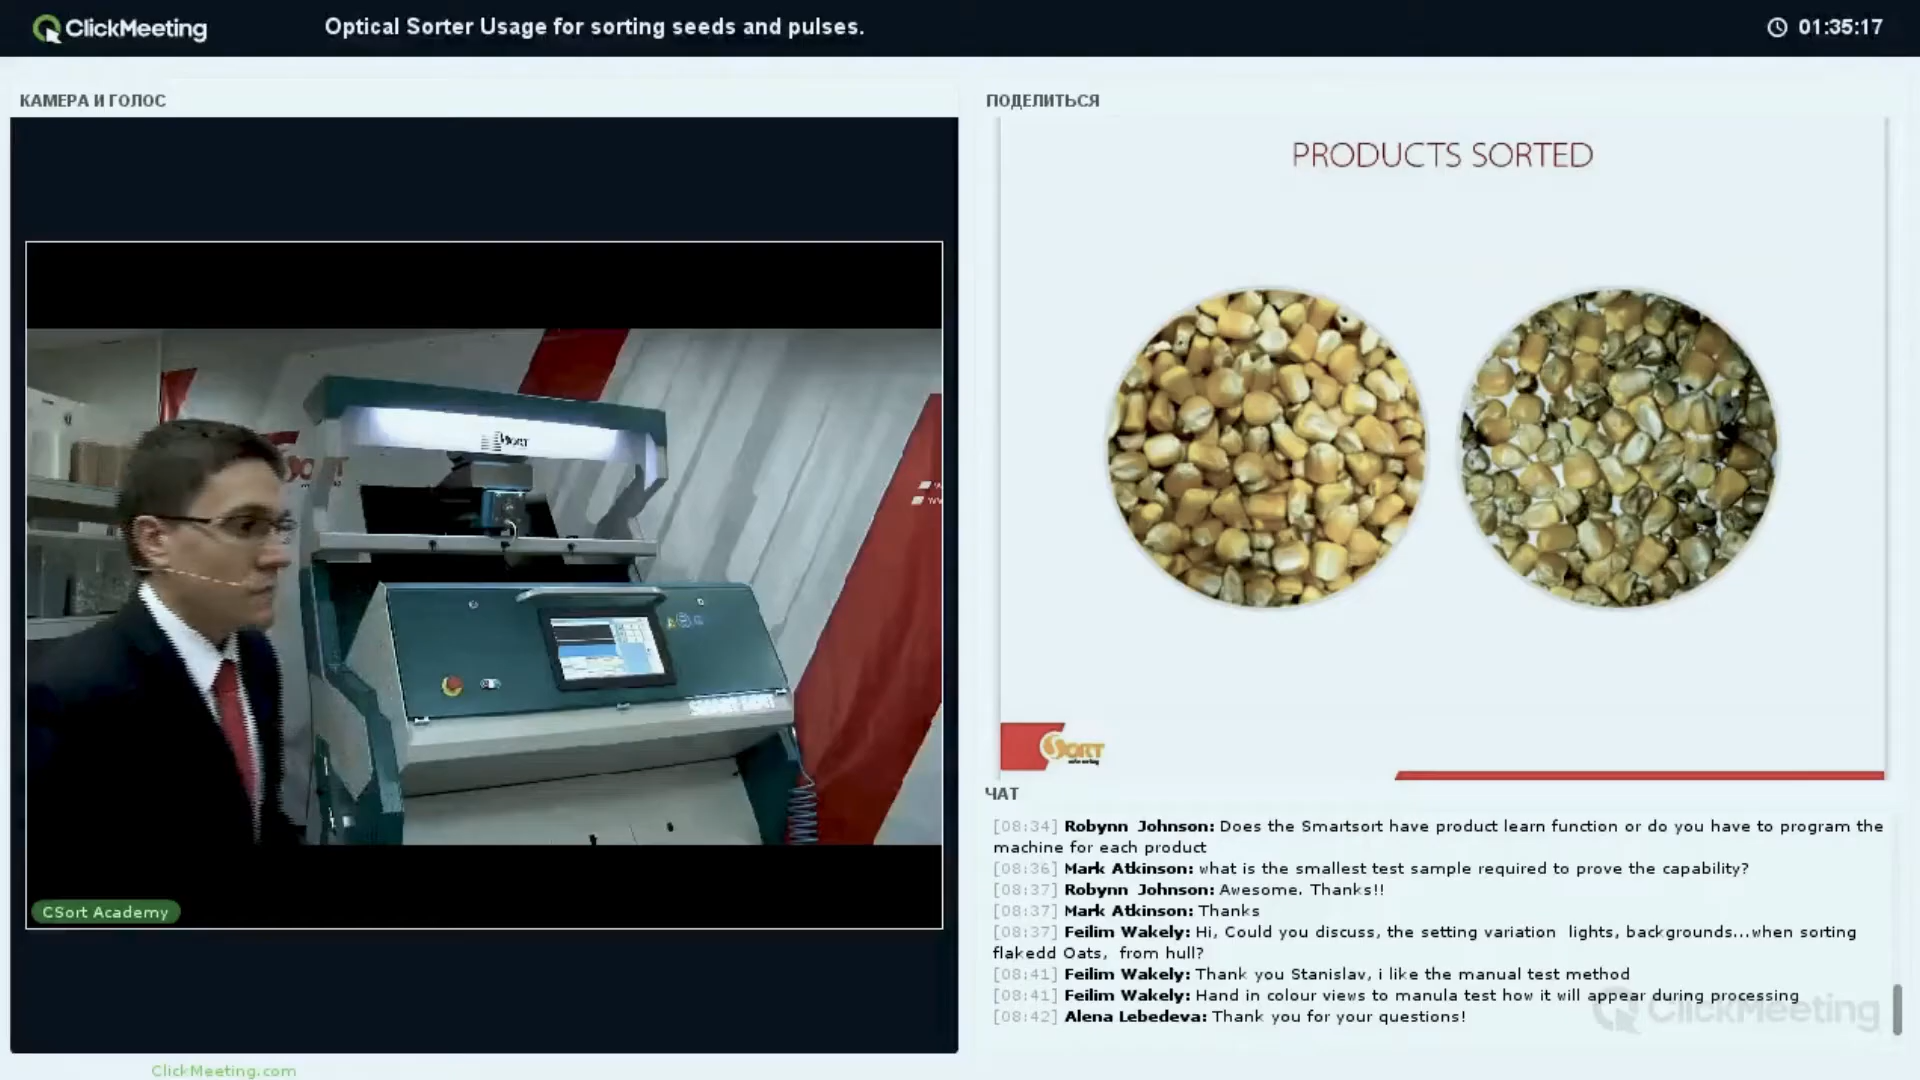 ClickMeeting
Optical Sorter Usage for sorting seeds and pulses.
01:35:17
КАМЕРА И ГОЛОС
ПОДЕЛИТЬСЯ
PRODUCTS SORTED
SMART SORT
CSort Academy
SORT
ЧАТ
[08:34] Robynn Johnson: Does the Smartsort have product learn function or do you have to program the
machine for each product
[08:36] Mark Atkinson: what is the smallest test sample required to prove the capability?
[08:37] Robynn Johnson: Awesome. Thanks!!
[08:37] Mark Atkinson: Thanks
[08:37] Feilim Wakely: Hi, Could you discuss, the setting variation lights, backgrounds...when sorting
flakedd Oats, from hull?
[08:41] Feilim Wakely: Thank you Stanislav, i like the manual test method
[08:41] Feilim Wakely: Hand in colour views to manula test how it will appear during processing
[08:42] Alena Lebedeva: Thank you for your questions!
ClickMeeting
ClickMeeting.com